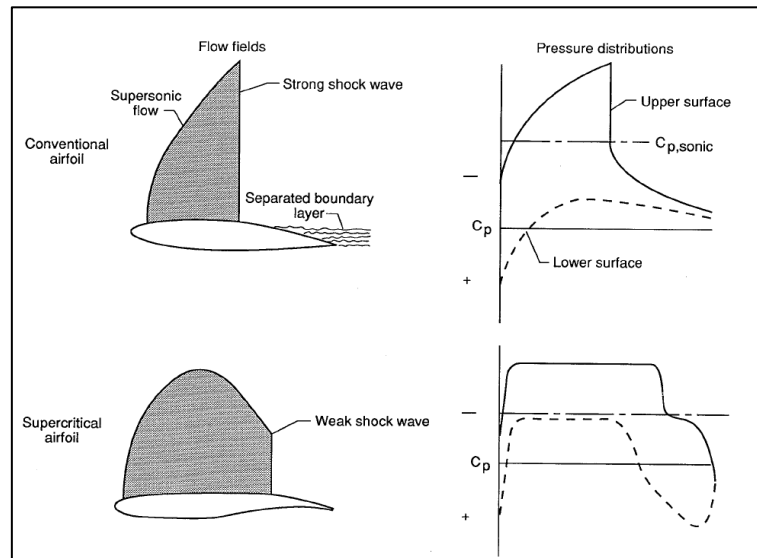 Flow fields
Pressure distributions
Strong shock wave
Supersonic
flow
Conventional
airfoil
Separated boundary
layer
Upper surface
Cp,sonic
—
Cp
Lower surface
+
Supercritical
airfoil
Weak shock wave
—
Cp
+